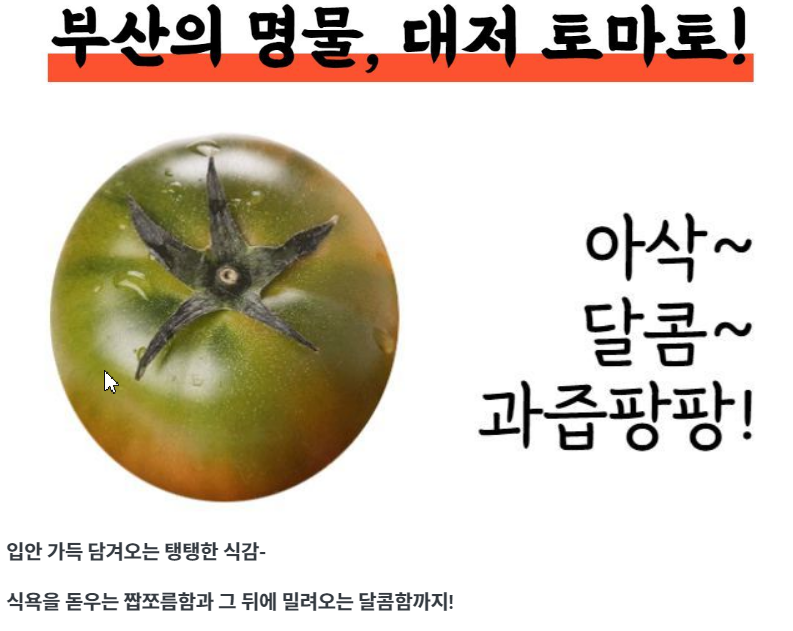 부산의 명물, 대저 토마토!
아삭~
달콤~
과즙팡팡!
입안 가득 담겨오는 탱탱한 식감-
식욕을 돋우는 짭쪼름함과 그 뒤에 밀려오는 달콤함까지!